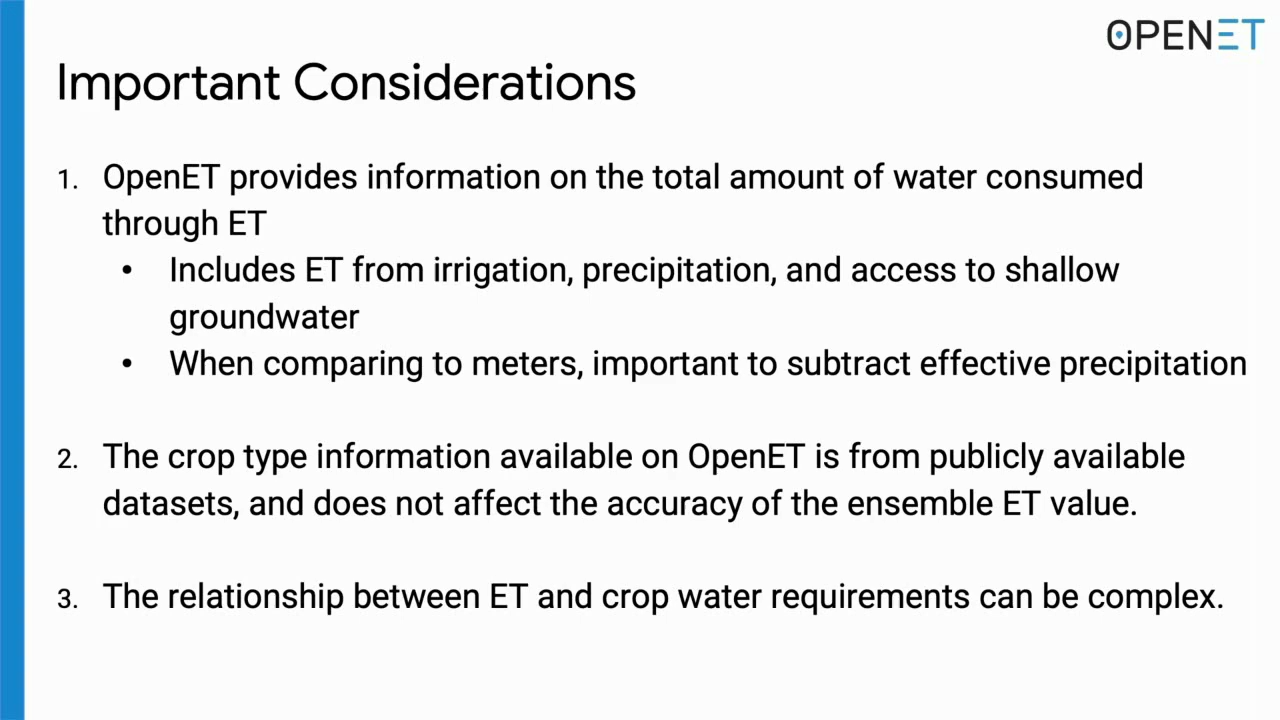 OPENET
Important Considerations
1. OpenET provides information on the total amount of water consumed
through ET
• Includes ET from irrigation, precipitation, and access to shallow
groundwater
• When comparing to meters, important to subtract effective precipitation
2. The crop type information available on OpenET is from publicly available
datasets, and does not affect the accuracy of the ensemble ET value.
3. The relationship between ET and crop water requirements can be complex.